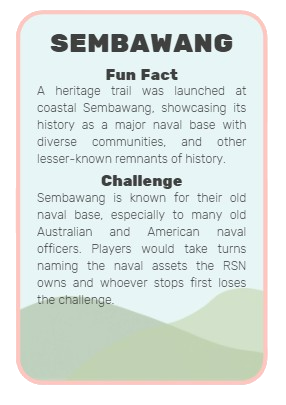 SEMBAWANG
Fun Fact
A heritage trail was launched at
coastal Sembawang, showcasing its
history as a major naval base with
diverse communities, and other
lesser-known remnants of history.
Challenge
Sembawang is known for their old
naval base, especially to many old
Australian and American naval
officers. Players would take turns
naming the naval assets the RSN
owns and whoever stops first loses
the challenge.